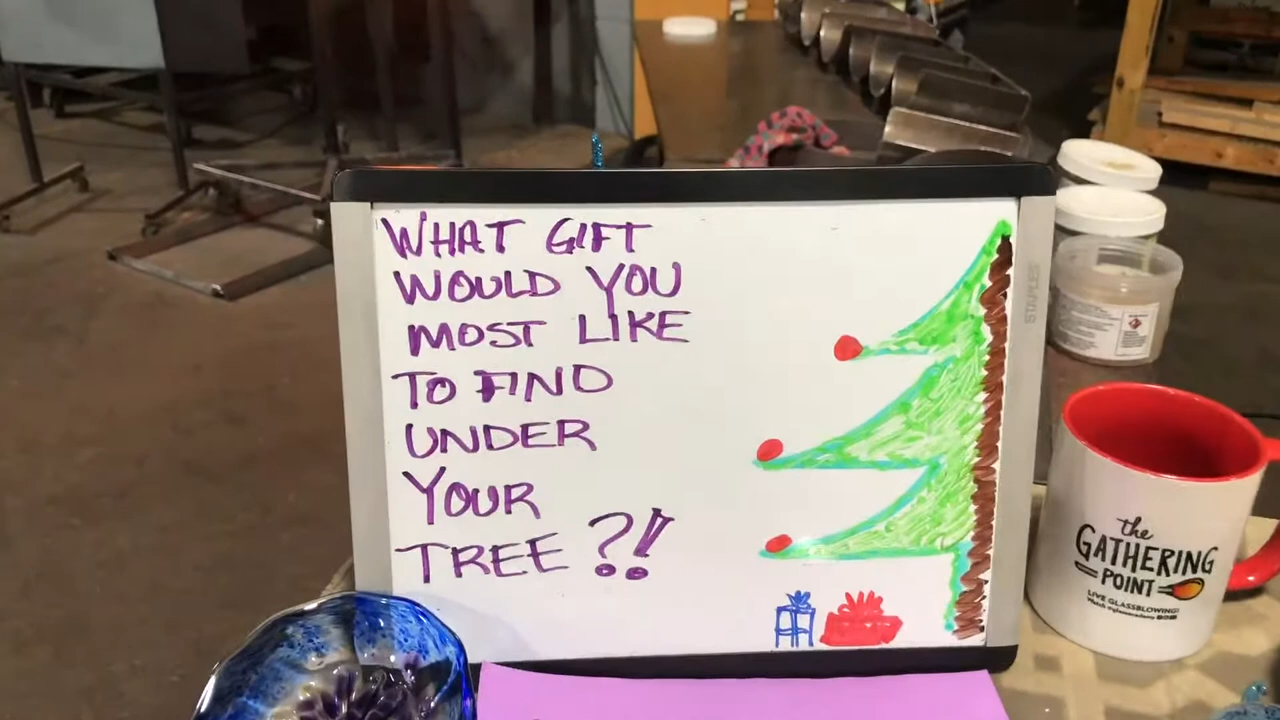 WHAT GIFT
WOULD YOU
MOST LIKE
TO FIND
UNDER
YOUR
TREE?!
STAPLES
the
GATHERING
POINT
LIVE GLASSBLOWING!